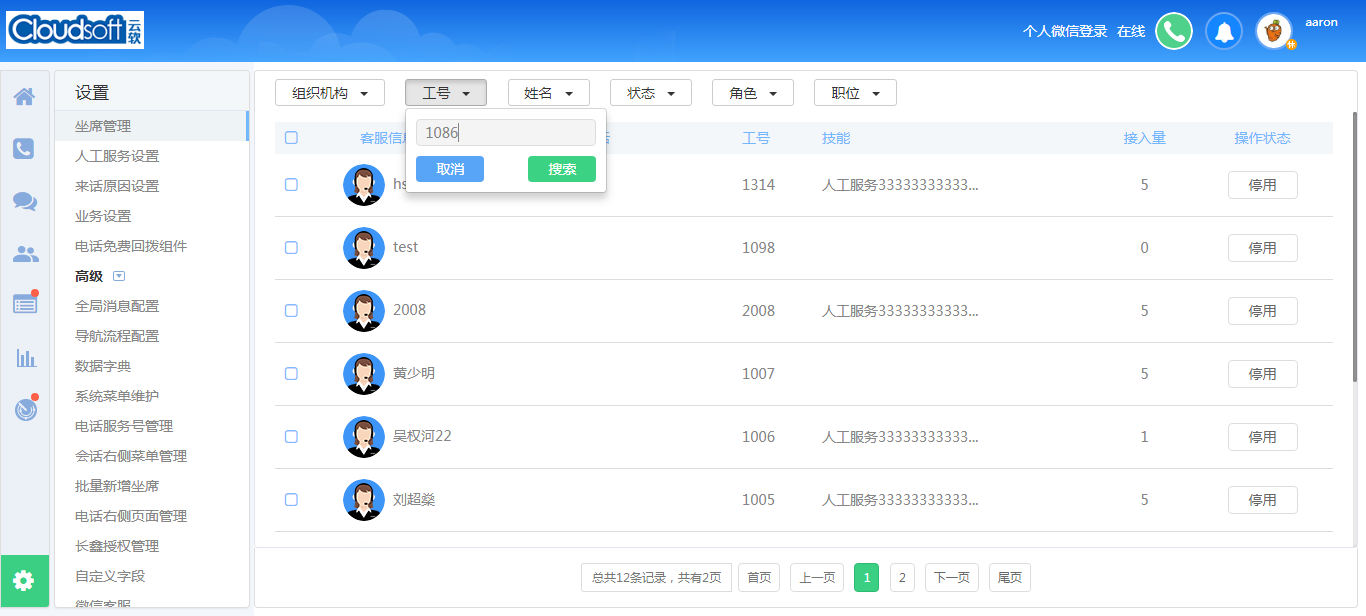 Cloudsoft 云软
个人微信登录 在线 aaron
休
设置
坐席管理
人工服务设置
来话原因设置
业务设置
电话免费回拨组件
高级
全局消息配置
导航流程配置
数据字典
系统菜单维护
电话服务号管理
会话右侧菜单管理
批量新增坐席
电话右侧页面管理
长鑫授权管理
自定义字段
微信客服
组织机构 工号 姓名 状态 角色 职位
1086
取消 搜索
客服信 工号 技能 接入量 操作状态
hs 1314 人工服务33333333333... 5 停用
test 1098 0 停用
2008 2008 人工服务33333333333... 5 停用
黄少明 1007 5 停用
吴权河22 1006 人工服务33333333333... 1 停用
刘超燊 1005 人工服务33333333333... 5 停用
总共12条记录，共有2页 首页 上一页 1 2 下一页 尾页